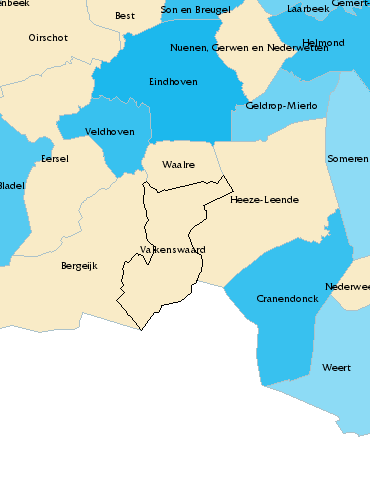 enbeek
Best
Son en Breugel
Laarbeek
Gemert-
Oirschot
Nuenen, Gerwen en Nederwetten
Helmond
Eindhoven
Geldrop-Mierlo
Veldhoven
Eersel
Waalre
Someren
Bladel
Heeze-Leende
Valkenswaard
Bergeijk
Nederwee
Cranendonck
Weert